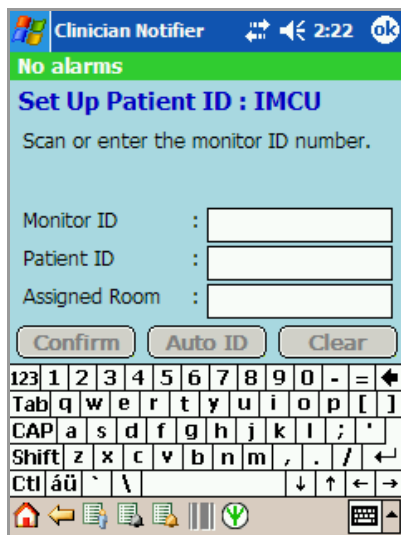 Clinician Notifier 2:22 ok
No alarms
Set Up Patient ID : IMCU
Scan or enter the monitor ID number.
Monitor ID :
Patient ID :
Assigned Room :
Confirm Auto ID Clear
123 1 2 3 4 5 6 7 8 9 0 - =
Tab q w e r t y u i o p [ ]
CAP a s d f g h j k l ; '
Shift z x c v b n m , . /
Ctl áü ` \